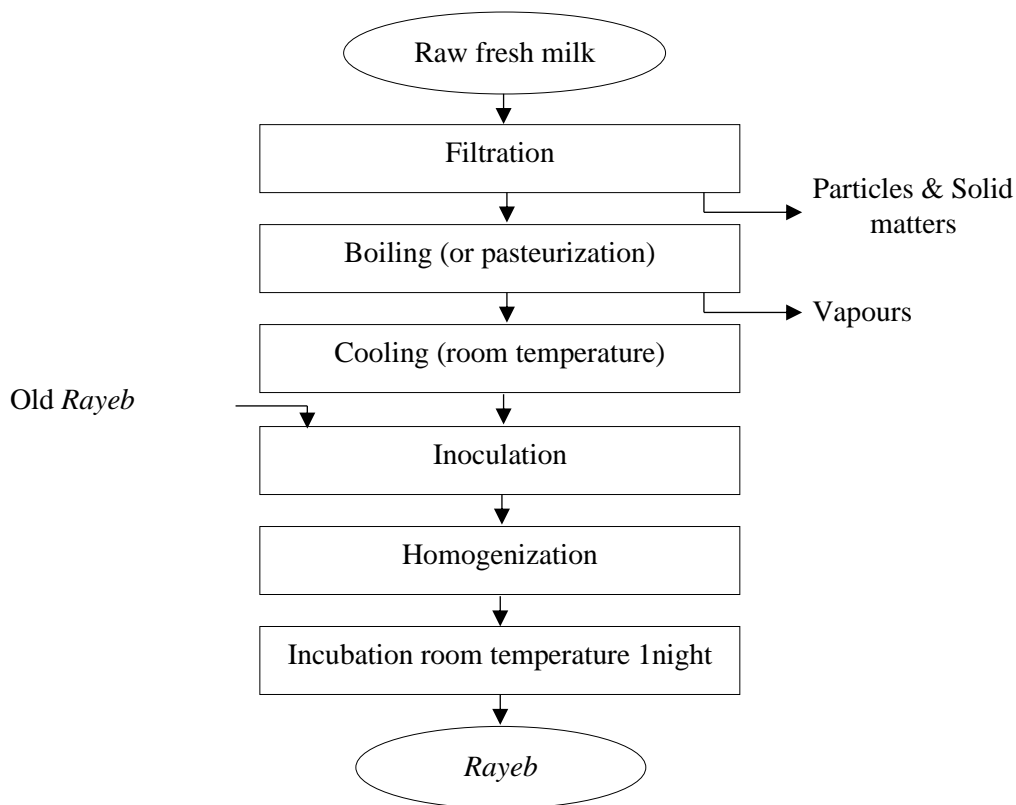 Raw fresh milk
Filtration
Particles & Solid
matters
Boiling (or pasteurization)
Vapours
Cooling (room temperature)
Old Rayeb
Inoculation
Homogenization
Incubation room temperature 1night
Rayeb